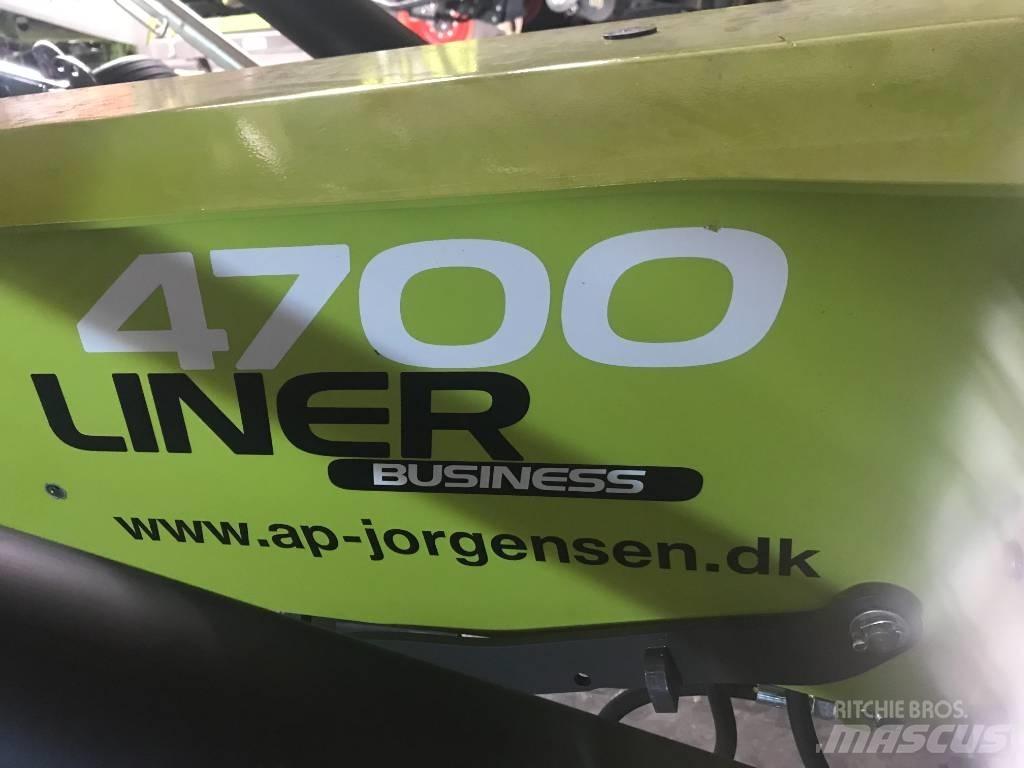 4700
LINER
BUSINESS
www.ap-jorgensen.dk
RITCHIE BROS.
MASCUS